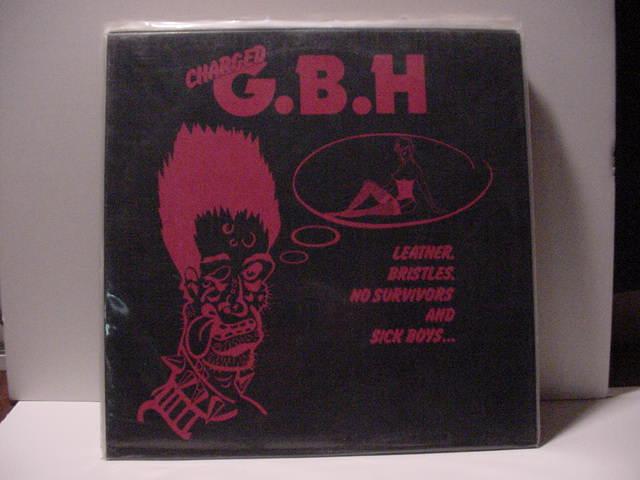 CHARGED
G.B.H
LEATHER,
BRISTLES,
NO SURVIVORS
AND
SICK BOYS...